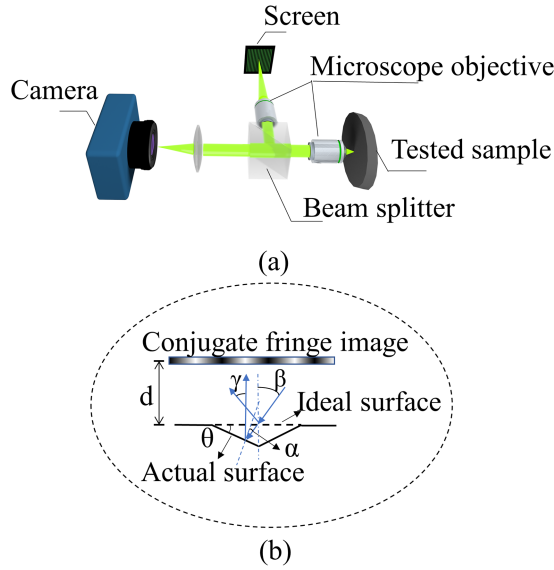 Screen
Microscope objective
Camera
Tested sample
Beam splitter
(a)
Conjugate fringe image
γ β
d
Ideal surface
θ
α
Actual surface
(b)